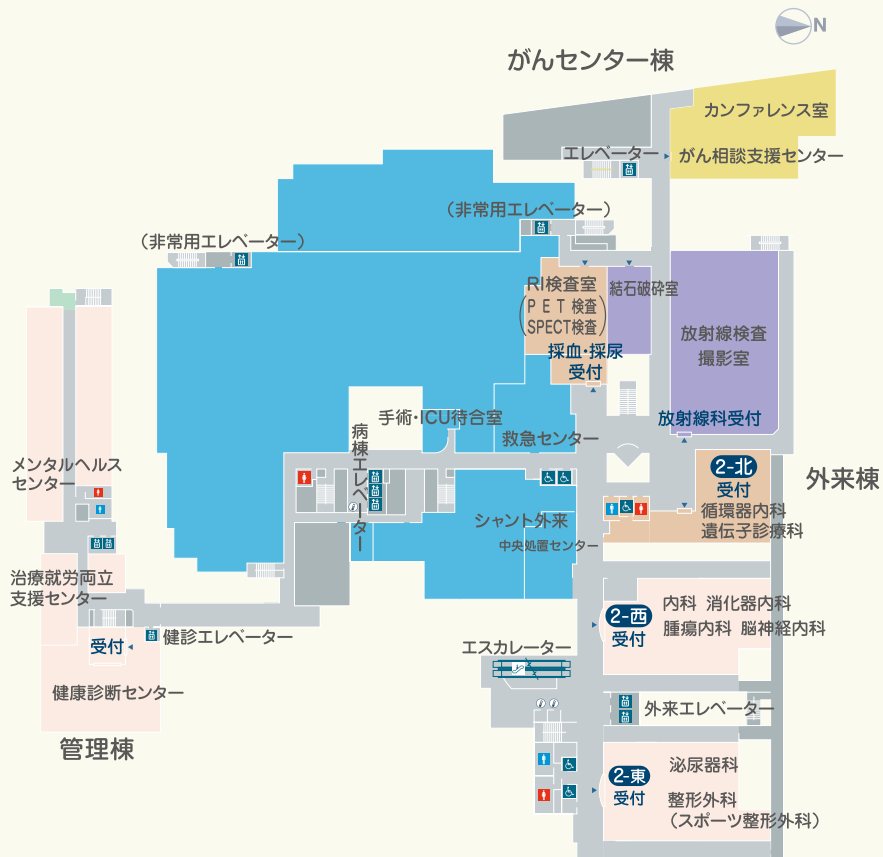 N
がんセンター棟
カンファレンス室
エレベーター
がん相談支援センター
（非常用エレベーター）
（非常用エレベーター）
RI検査室
（PET検査
SPECT検査）
結石破砕室
放射線検査
撮影室
採血・採尿
受付
手術・ICU待合室
放射線科受付
救急センター
病棟エレベーター
メンタルヘルス
センター
2-北
受付
外来棟
循環器内科
遺伝子診療科
シャント外来
中央処置センター
治療就労両立
支援センター
2-西
受付
内科 消化器内科
腫瘍内科 脳神経内科
健診エレベーター
受付
エスカレーター
健康診断センター
外来エレベーター
管理棟
2-東
受付
泌尿器科
整形外科
（スポーツ整形外科）